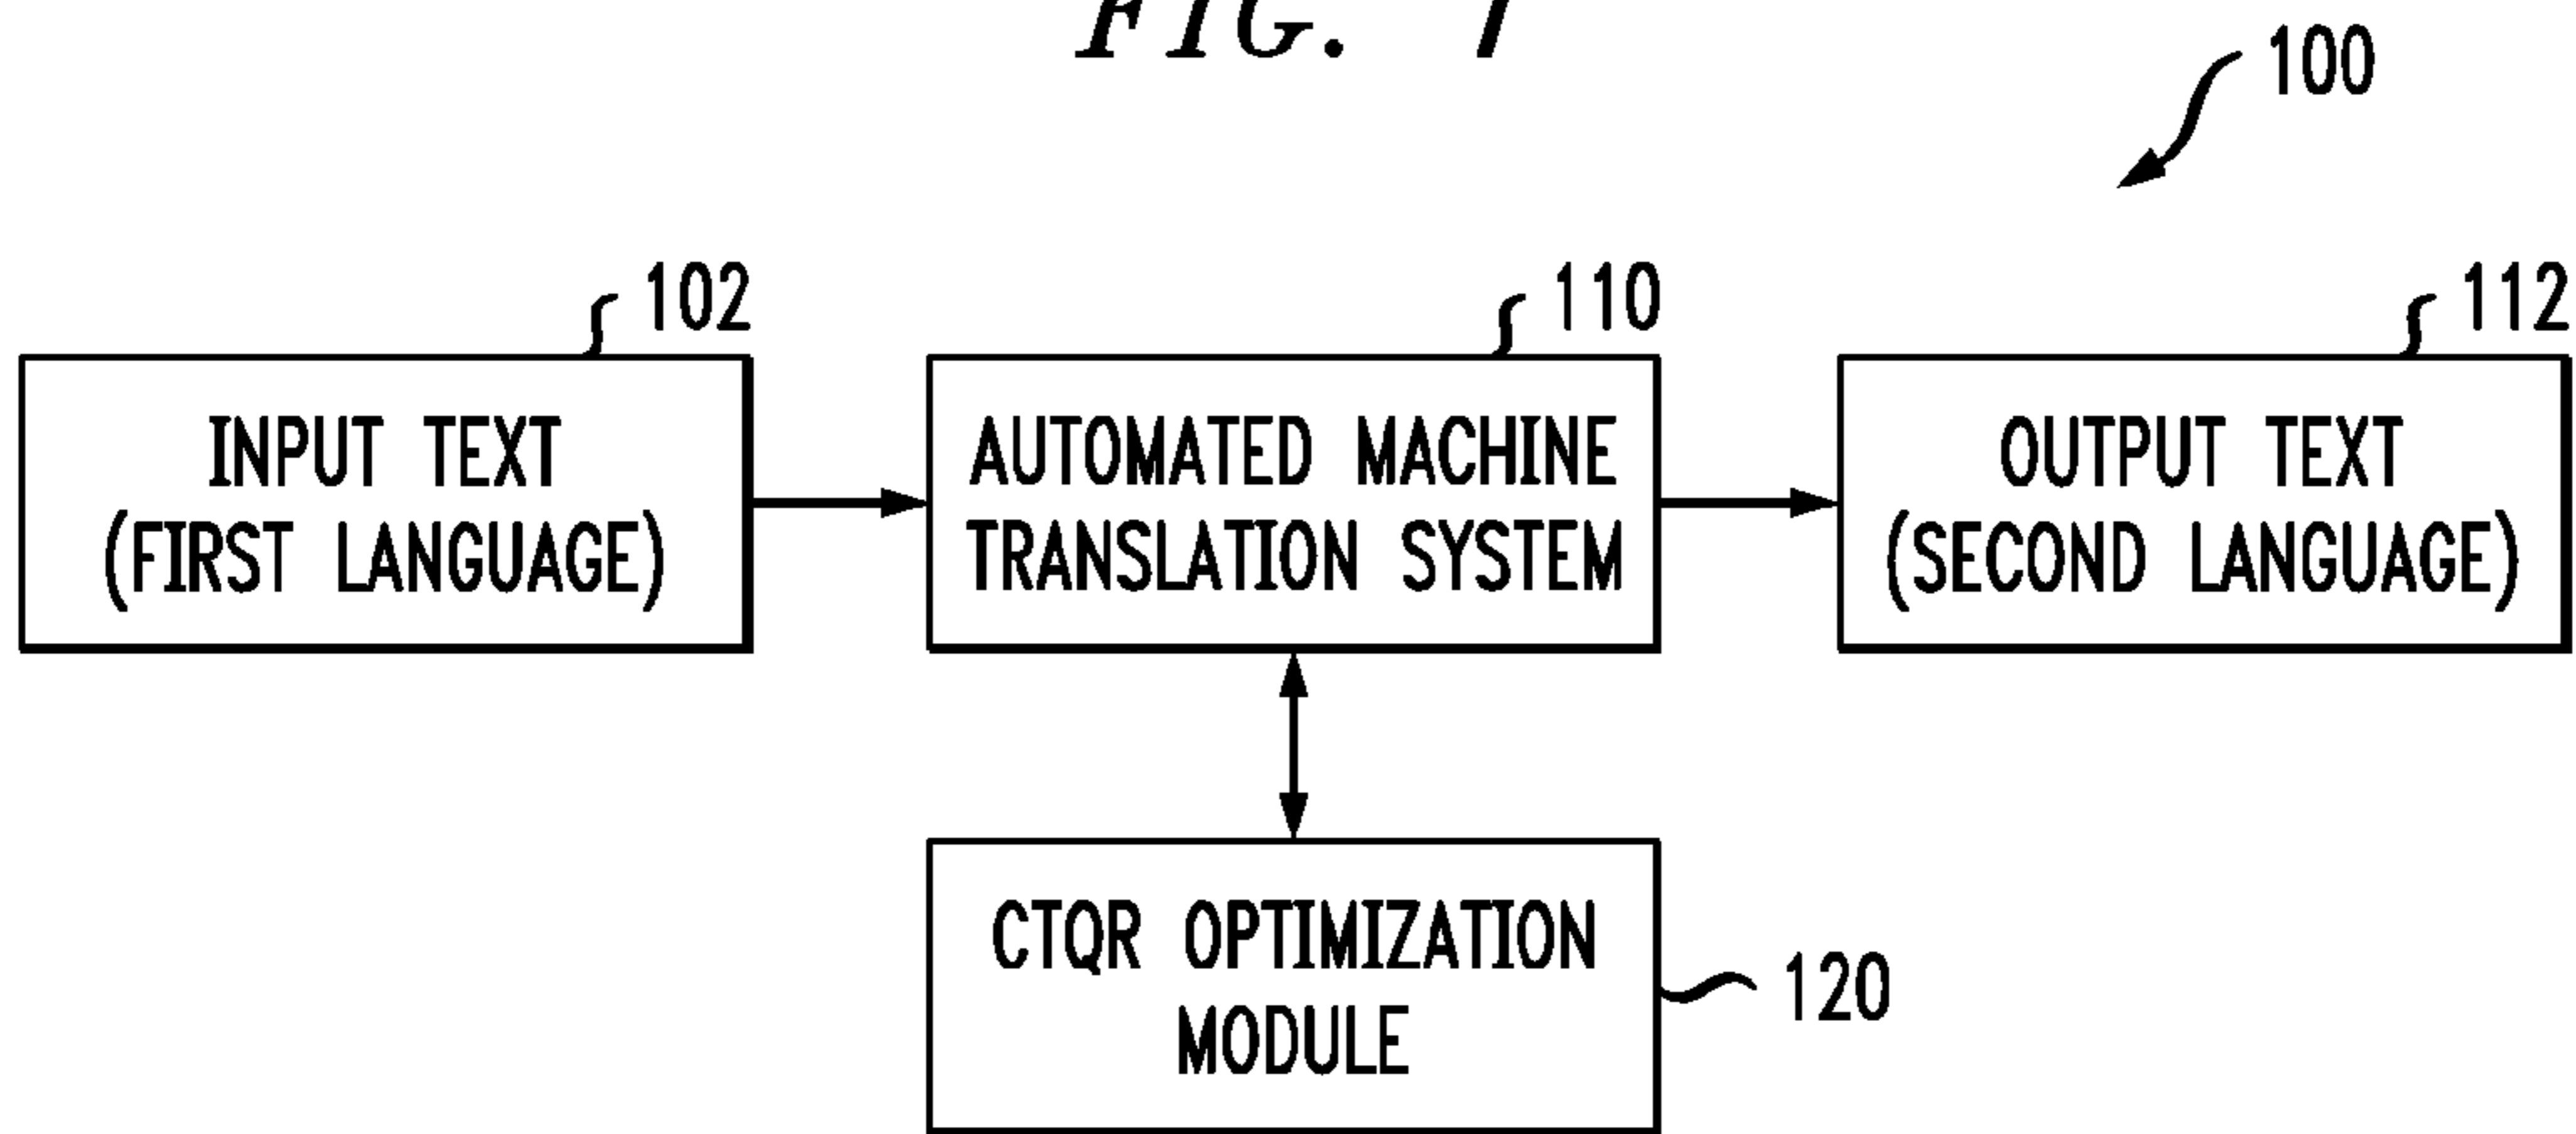 FIG. 1
100
102
110
112
INPUT TEXT
(FIRST LANGUAGE)
AUTOMATED MACHINE
TRANSLATION SYSTEM
OUTPUT TEXT
(SECOND LANGUAGE)
CTQR OPTIMIZATION
MODULE
120